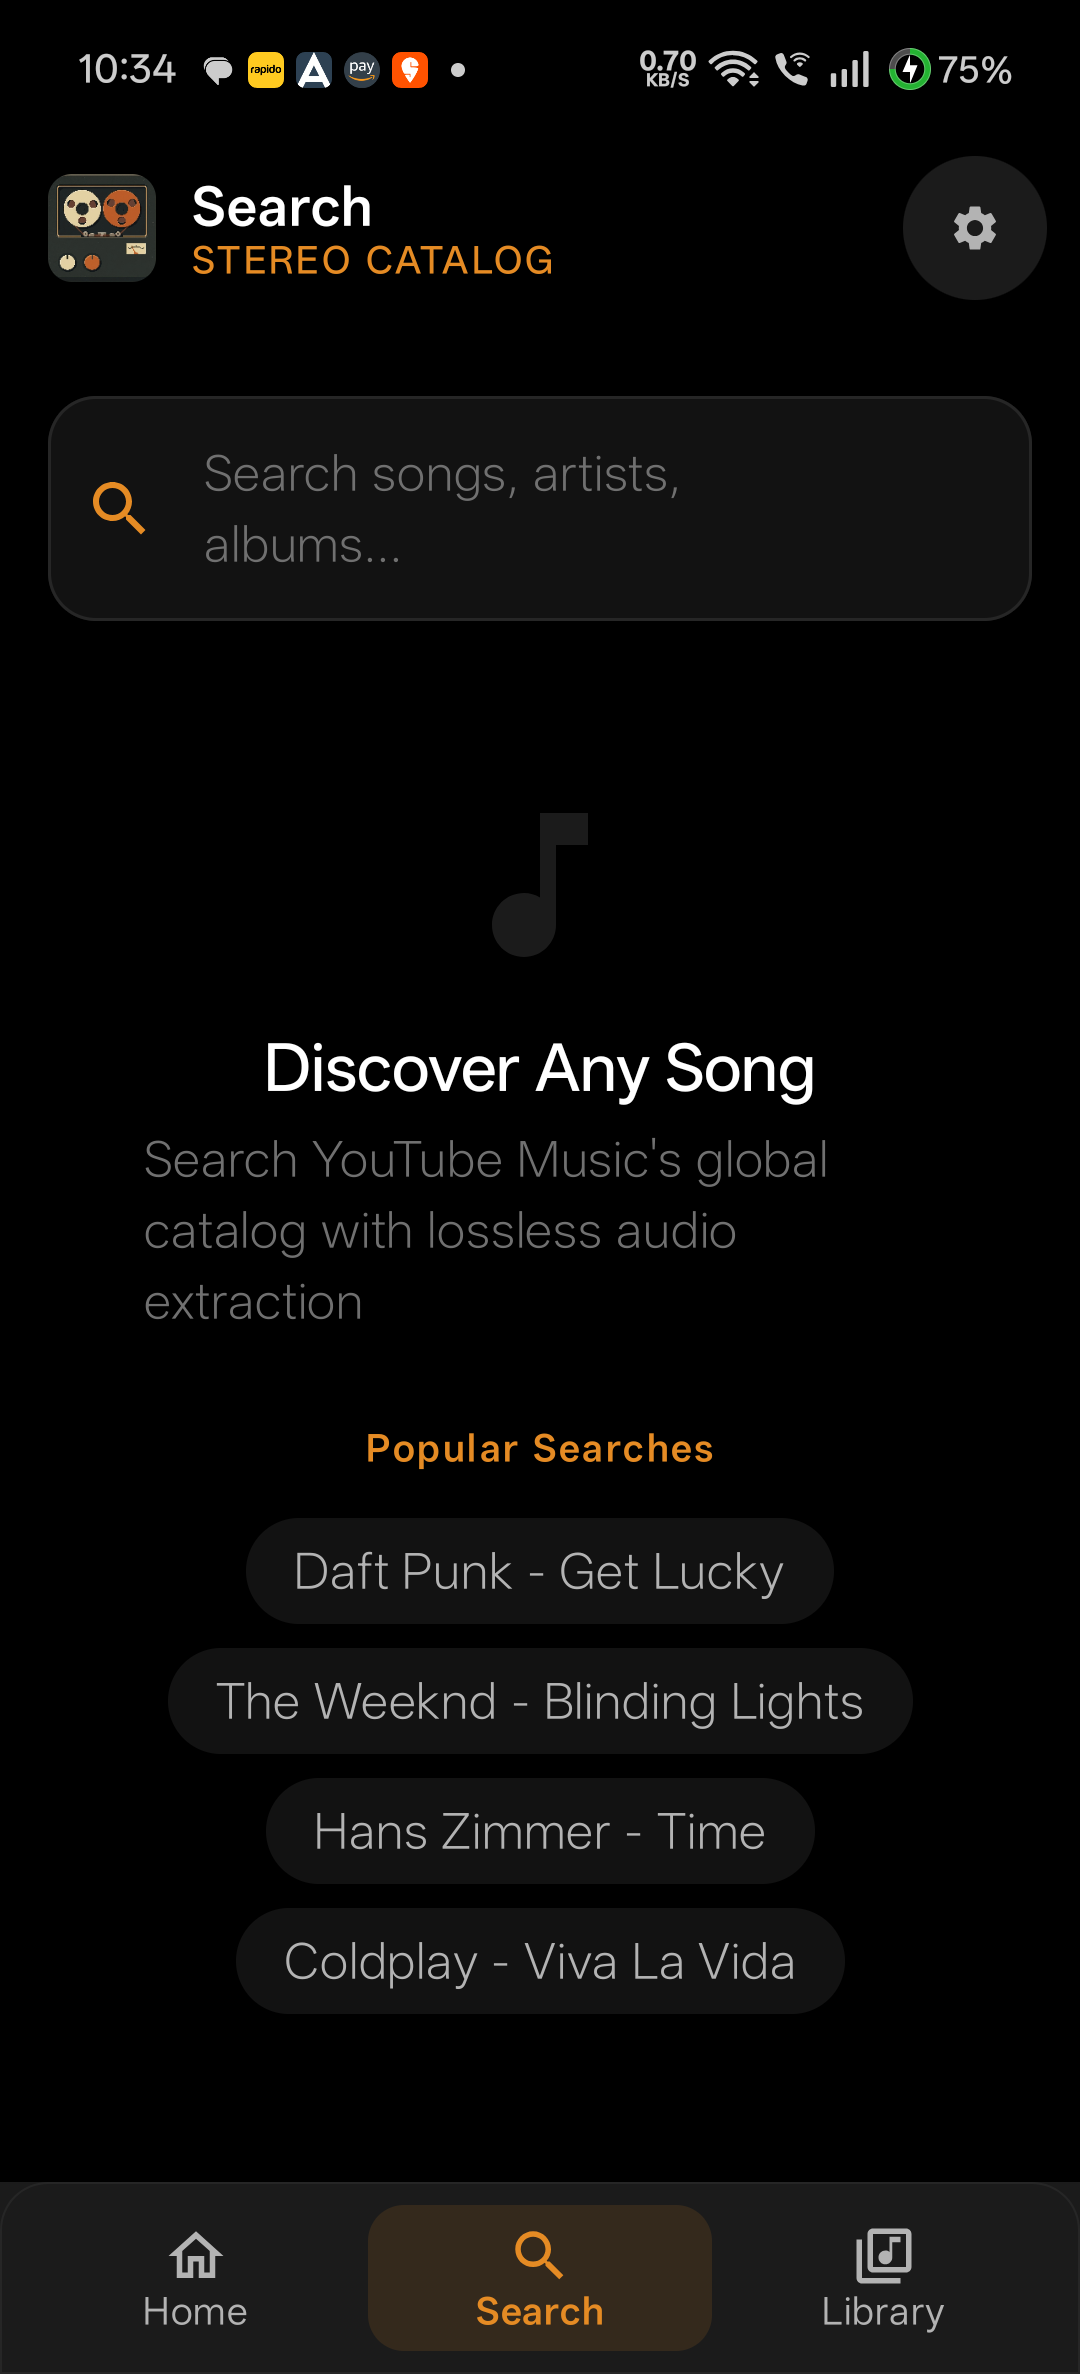 10:34
rapido
pay
0.70
KB/S
75%
Search
STEREO CATALOG
Search songs, artists,
albums...
Discover Any Song
Search YouTube Music's global
catalog with lossless audio
extraction
Popular Searches
Daft Punk - Get Lucky
The Weeknd - Blinding Lights
Hans Zimmer - Time
Coldplay - Viva La Vida
Home
Search
Library